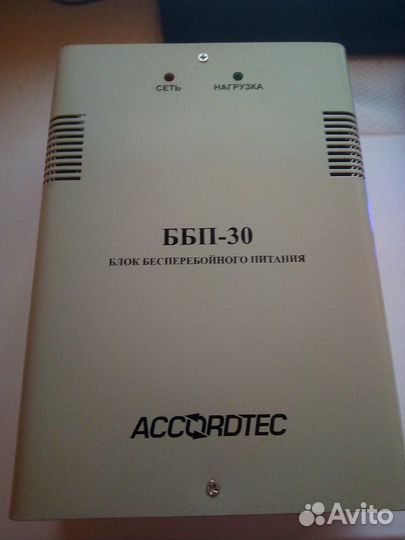 СЕТЬ НАГРУЗКА
ББП-30
БЛОК БЕСПЕРЕБОЙНОГО ПИТАНИЯ
ACCORDTEC
Avito